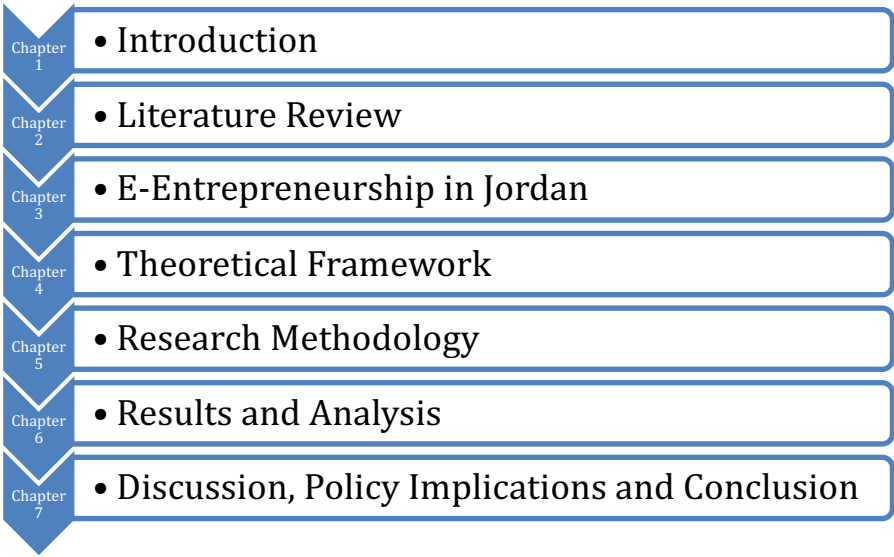 Chapter
1
• Introduction
Chapter
2
• Literature Review
Chapter
3
• E-Entrepreneurship in Jordan
Chapter
4
• Theoretical Framework
Chapter
5
• Research Methodology
Chapter
6
• Results and Analysis
Chapter
7
• Discussion, Policy Implications and Conclusion